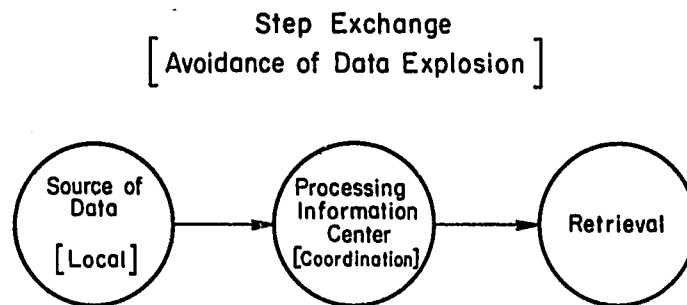 Step Exchange
[Avoidance of Data Explosion]
Source of
Data
[Local]
Processing
Information
Center
[Coordination]
Retrieval